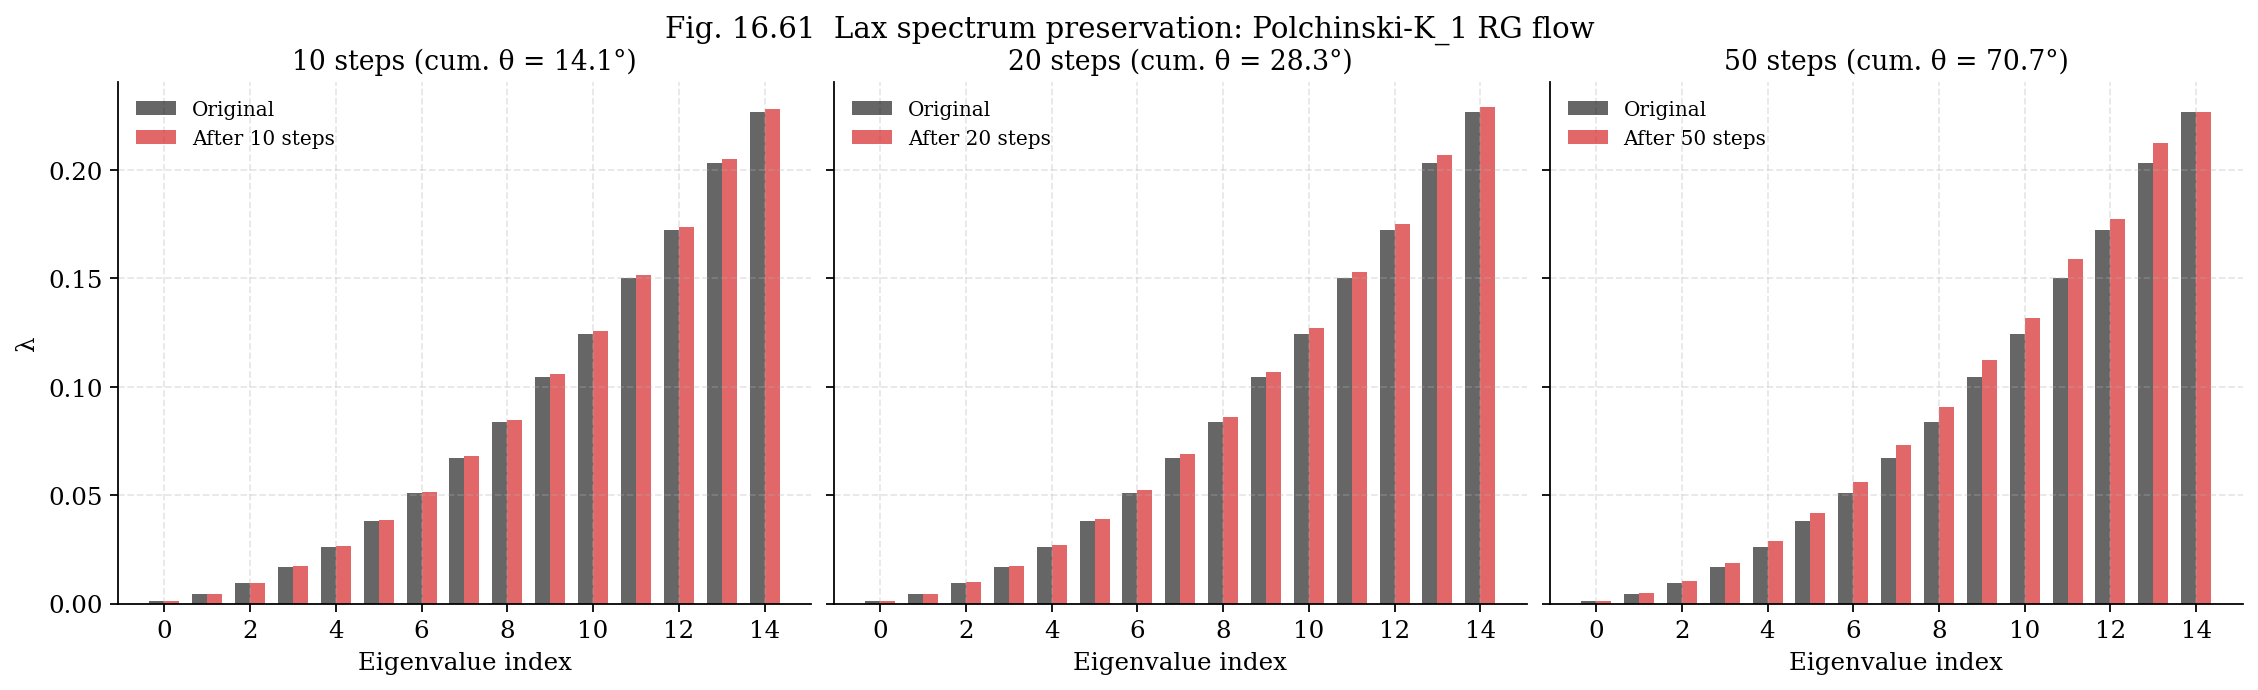 Fig. 16.61  Lax spectrum preservation: Polchinski-K_1 RG flow
10 steps (cum. θ = 14.1°)
20 steps (cum. θ = 28.3°)
50 steps (cum. θ = 70.7°)
Original
After 10 steps
Original
After 20 steps
Original
After 50 steps
0.20
0.15
0.10
0.05
0.00
λ
0 2 4 6 8 10 12 14
0 2 4 6 8 10 12 14
0 2 4 6 8 10 12 14
Eigenvalue index
Eigenvalue index
Eigenvalue index